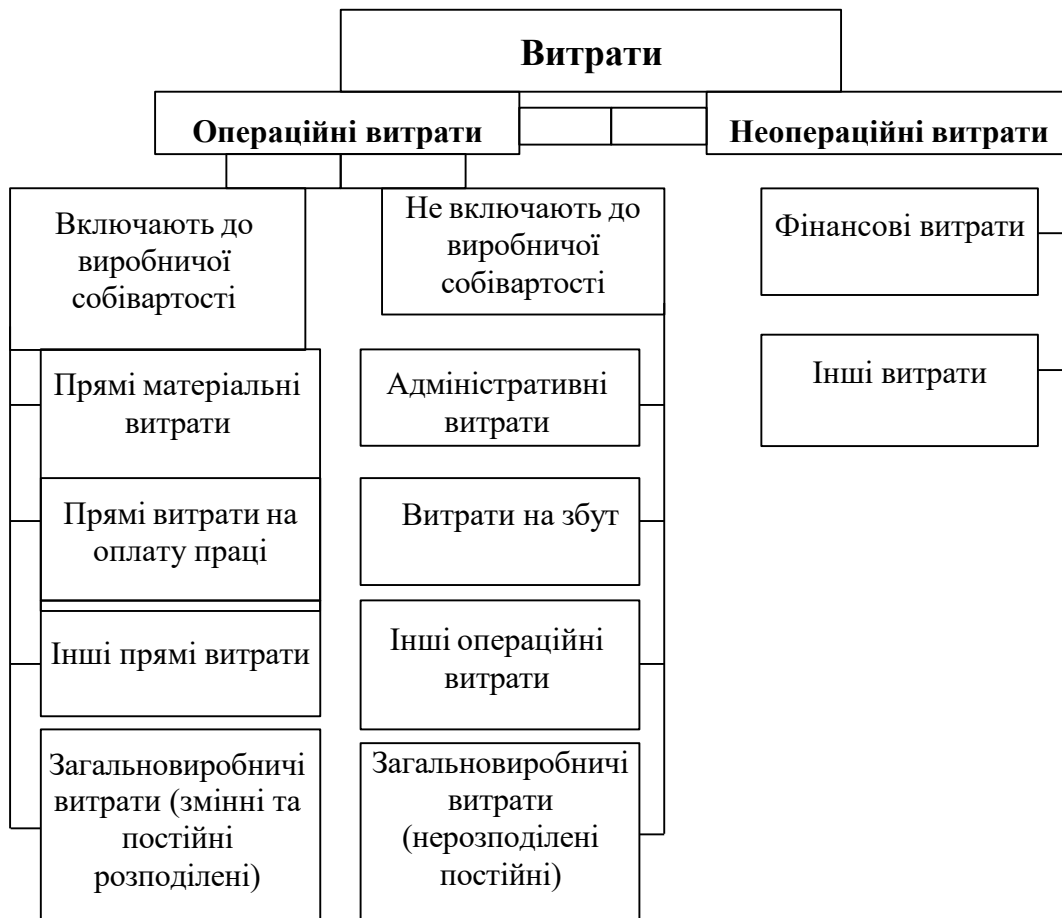 Витрати
Операційні витрати
Неопераційні витрати
Включають до
виробничої
собівартості
Не включають до
виробничої
собівартості
Фінансові витрати
Інші витрати
Прямі матеріальні
витрати
Адміністративні
витрати
Прямі витрати на
оплату праці
Витрати на збут
Інші прямі витрати
Інші операційні
витрати
Загальновиробничі
витрати (змінні та
постійні
розподілені)
Загальновиробничі
витрати
(нерозподілені
постійні)